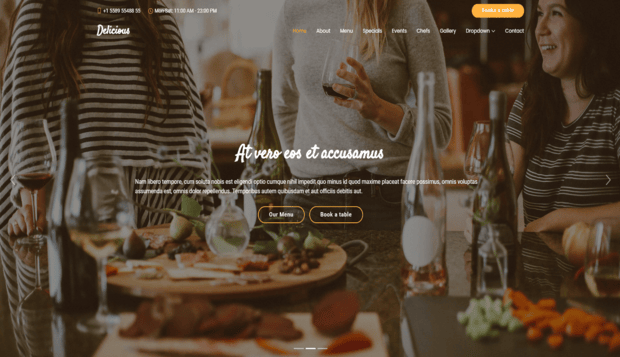 +1 5589 55488 55 Mon-Sat: 11:00 AM - 23:00 PM
Book a table
Delicious
Home About Menu Specials Events Chefs Gallery Dropdown Contact
At vero eos et accusamus
Nam libero tempore, cum soluta nobis est eligendi optio cumque nihil impedit quo minus id quod maxime placeat facere possimus, omnis voluptas
assumenda est, omnis dolor repellendus. Temporibus autem quibusdam et aut officiis debitis aut.
Our Menu Book a table